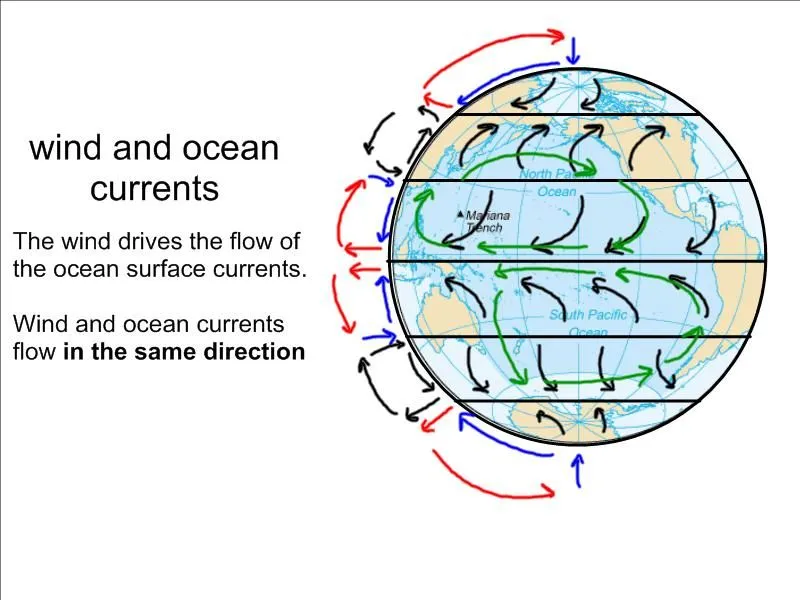 wind and ocean
currents
The wind drives the flow of
the ocean surface currents.
Wind and ocean currents
flow in the same direction
North Pacific
Ocean
Mariana
Trench
South Pacific
Ocean